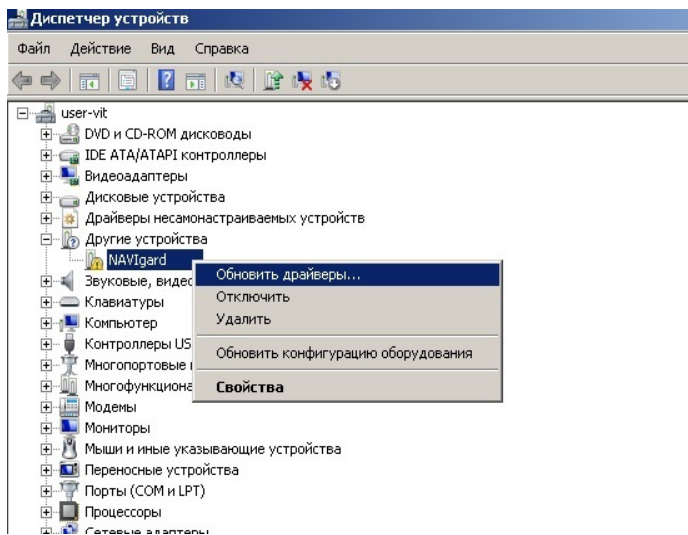 Диспетчер устройств
Файл Действие Вид Справка
user-vit
DVD и CD-ROM дисководы
IDE ATA/ATAPI контроллеры
Видеоадаптеры
Дисковые устройства
Драйверы несамонастраиваемых устройств
Другие устройства
NAVIgard
Обновить драйверы...
Звуковые, видео
Отключить
Клавиатуры
Удалить
Компьютер
Контроллеры US
Обновить конфигурацию оборудования
Многопортовые
Многофункциона
Свойства
Модемы
Мониторы
Мыши и иные указывающие устройства
Переносные устройства
Порты (COM и LPT)
Процессоры
Сетевые адаптеры